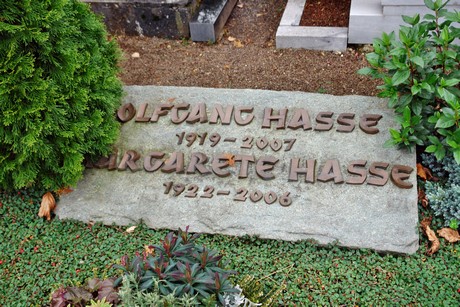 OLFGANG HASSE
1919-2007
ARGARETE HASSE
1922-2006